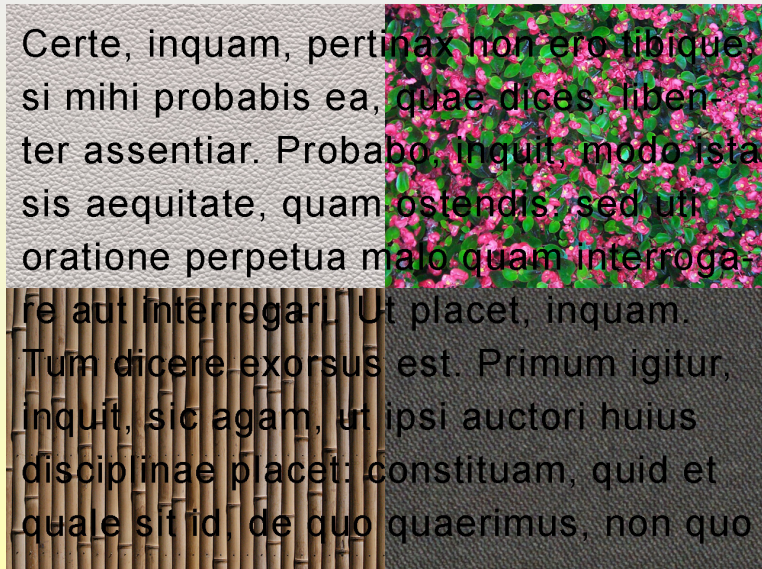 Certe, inquam, pertinax non ero tibique,
si mihi probabis ea, quae dices, liben-
ter assentiar. Probabo, inquit, modo ista
sis aequitate, quam ostendis. sed uti
oratione perpetua malo quam interroga-
re aut interrogari. Ut placet, inquam.
Tum dicere exorsus est. Primum igitur,
inquit, sic agam, ut ipsi auctori huius
disciplinae placet: constituam, quid et
quale sit id, de quo quaerimus, non quo